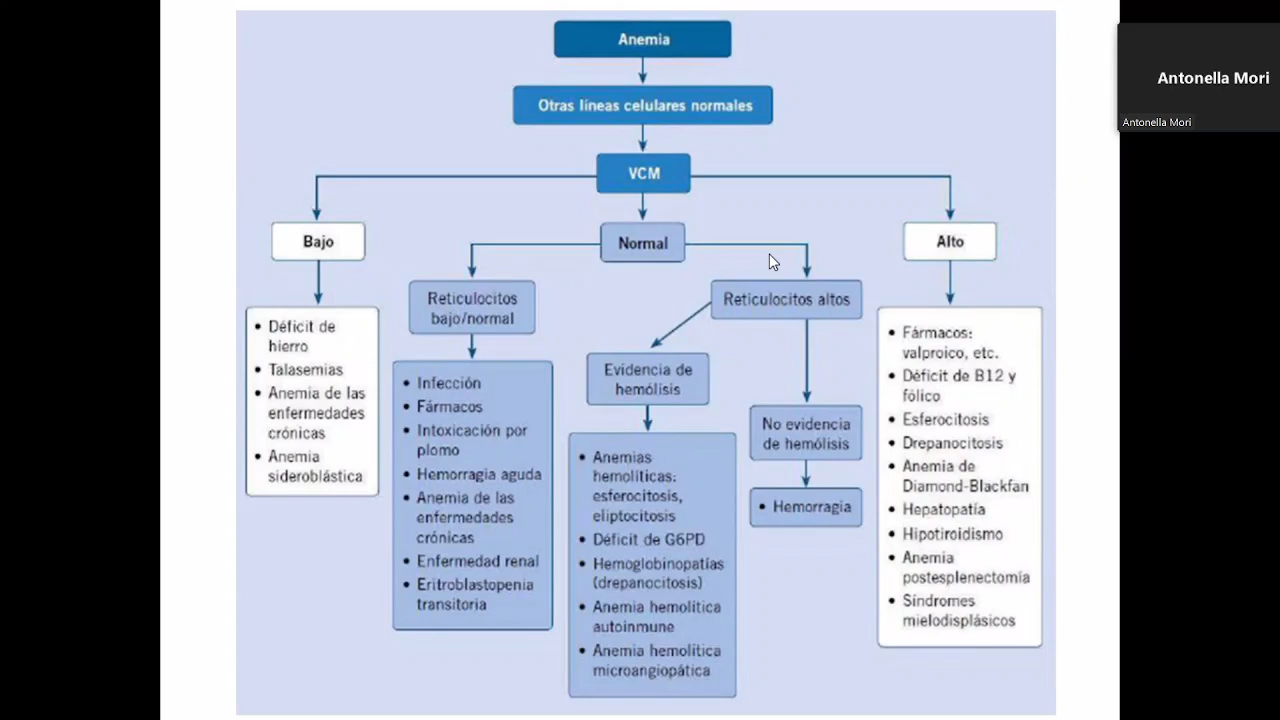 Anemia
Otras líneas celulares normales
VCM
Bajo
Normal
Alto
Reticulocitos
bajo/normal
Reticulocitos altos
• Déficit de
hierro
• Talasemias
• Anemia de las
enfermedades
crónicas
• Anemia
sideroblástica
• Infección
• Fármacos
• Intoxicación por
plomo
• Hemorragia aguda
• Anemia de las
enfermedades
crónicas
• Enfermedad renal
• Eritroblastopenia
transitoria
Evidencia de
hemólisis
• Anemias
hemolíticas:
esferocitosis,
eliptocitosis
• Déficit de G6PD
• Hemoglobinopatías
(drepanocitosis)
• Anemia hemolítica
autoinmune
• Anemia hemolítica
microangiopática
No evidencia
de hemólisis
• Hemorragia
• Fármacos:
valproico, etc.
• Déficit de B12 y
fólico
• Esferocitosis
• Drepanocitosis
• Anemia de
Diamond-Blackfan
• Hepatopatía
• Hipotiroidismo
• Anemia
postesplenectomía
• Síndromes
mielodisplásicos
Antonella Mori
Antonella Mori